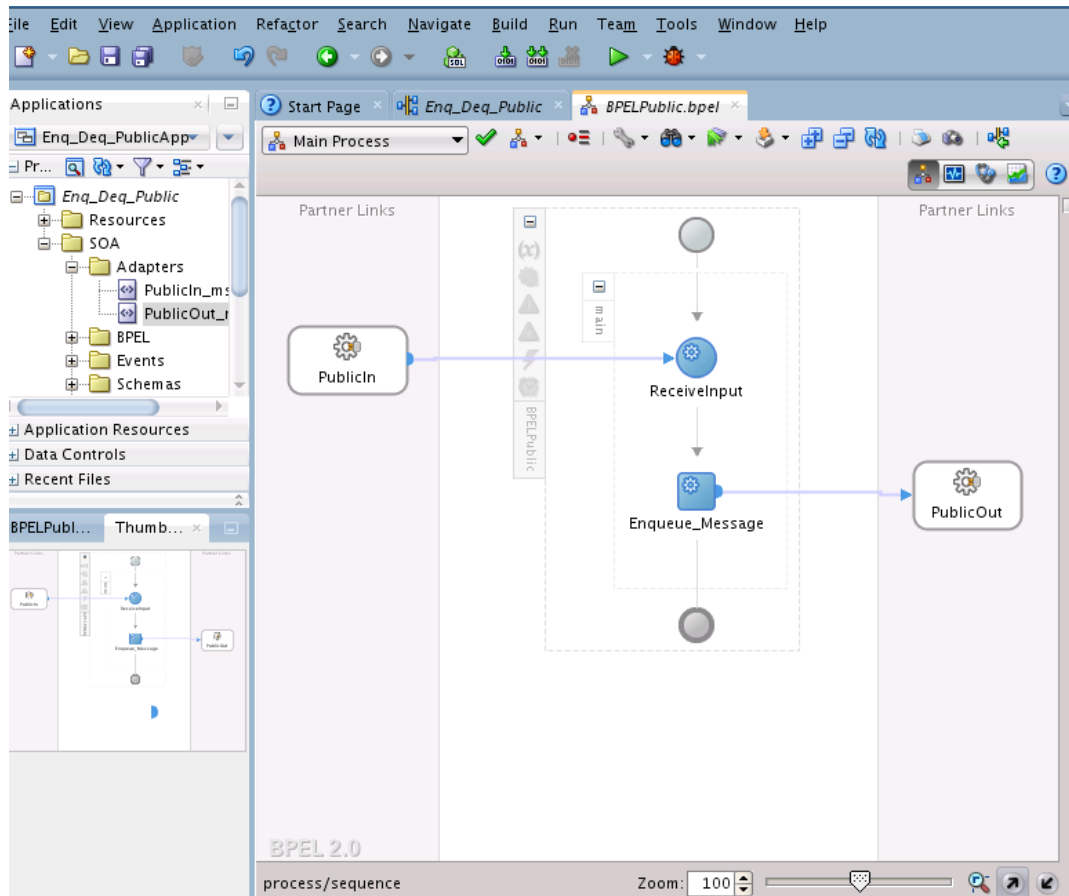 File Edit View Application Refactor Search Navigate Build Run Team Tools Window Help
SQL
Applications
Enq_Deq_PublicApp
Pr...
Enq_Deq_Public
Resources
SOA
Adapters
PublicIn_ms
PublicOut_r
BPEL
Events
Schemas
Application Resources
Data Controls
Recent Files
BPELPubl... Thumb...
Start Page Enq_Deq_Public BPELPublic.bpel
Main Process
Partner Links
Partner Links
(x)
BPELPublic
main
PublicIn
ReceiveInput
Enqueue_Message
PublicOut
BPEL 2.0
process/sequence
Zoom: 100